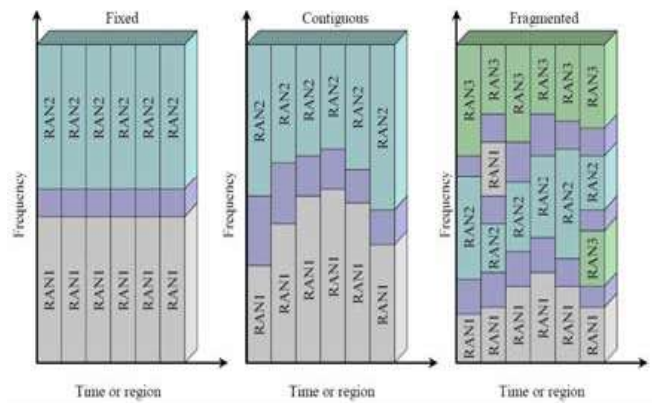 Fixed
Contiguous
Fragmented
Frequency
RAN2 RAN2 RAN2 RAN2 RAN2 RAN2
RAN1 RAN1 RAN1 RAN1 RAN1 RAN1
Time or region
Frequency
RAN2 RAN2 RAN2 RAN2 RAN2 RAN2
RAN1 RAN1 RAN1 RAN1 RAN1 RAN1
Time or region
Frequency
RAN3 RAN3 RAN3 RAN3 RAN3 RAN3
RAN1
RAN2 RAN2 RAN2 RAN2 RAN2 RAN2
RAN3
RAN1 RAN1 RAN1 RAN1 RAN1 RAN1
Time or region